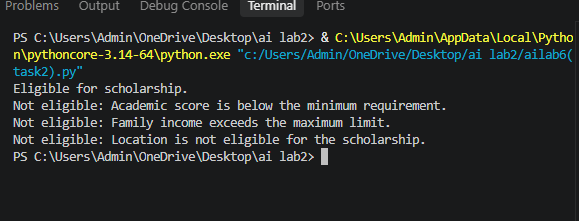 Problems Output Debug Console Terminal Ports
PS C:\Users\Admin\OneDrive\Desktop\ai lab2> & C:\Users\Admin\AppData\Local\Pytho
n\pythoncore-3.14-64\python.exe "c:/Users/Admin/OneDrive/Desktop/ai lab2/ailab6(
task2).py"
Eligible for scholarship.
Not eligible: Academic score is below the minimum requirement.
Not eligible: Family income exceeds the maximum limit.
Not eligible: Location is not eligible for the scholarship.
PS C:\Users\Admin\OneDrive\Desktop\ai lab2>